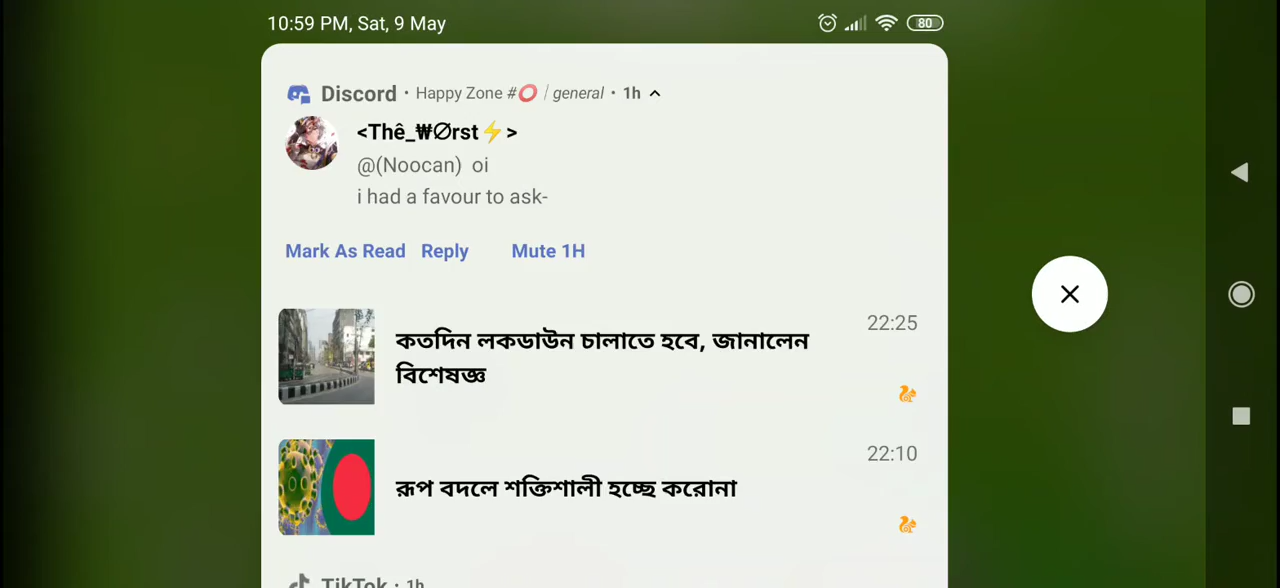 10:59 PM, Sat, 9 May
80
Discord · Happy Zone #⭕ / general · 1h
<Thê_₩Ørst⚡>
@(Noocan) oi
i had a favour to ask-
Mark As Read Reply Mute 1H
কতদিন লকডাউন চালাতে হবে, জানালেন
বিশেষজ্ঞ
22:25
রূপ বদলে শক্তিশালী হচ্ছে করোনা
22:10
TikTok · 1h